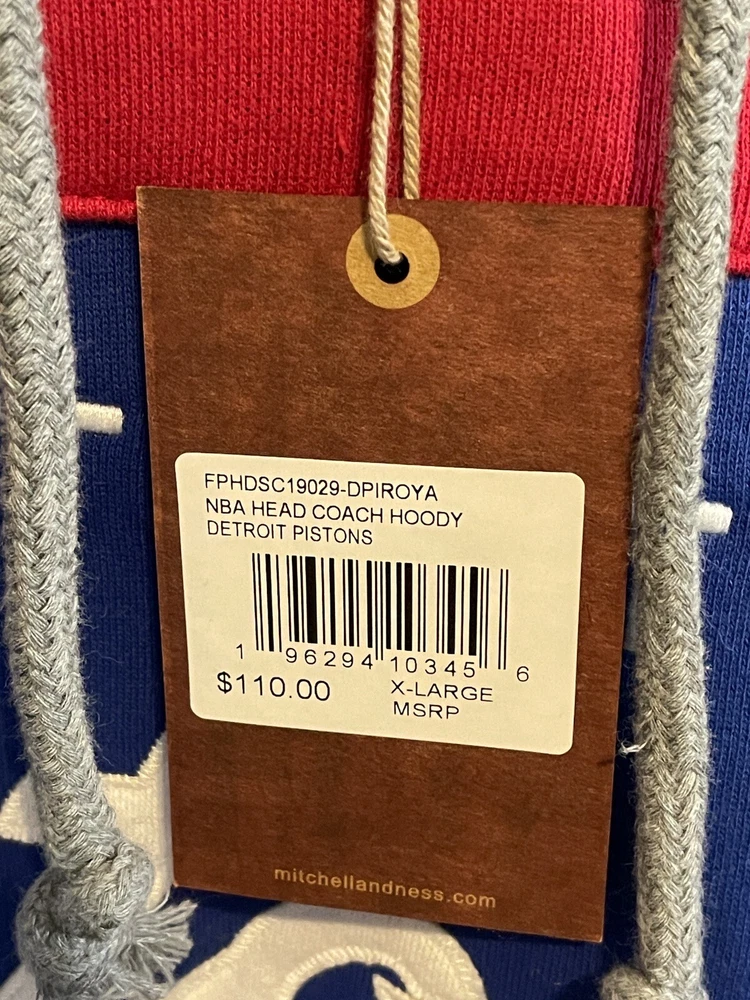 FPHDSC19029-DPIROYA
NBA HEAD COACH HOODY
DETROIT PISTONS
1 96294 10345 6
$110.00 X-LARGE
MSRP
mitchellandness.com